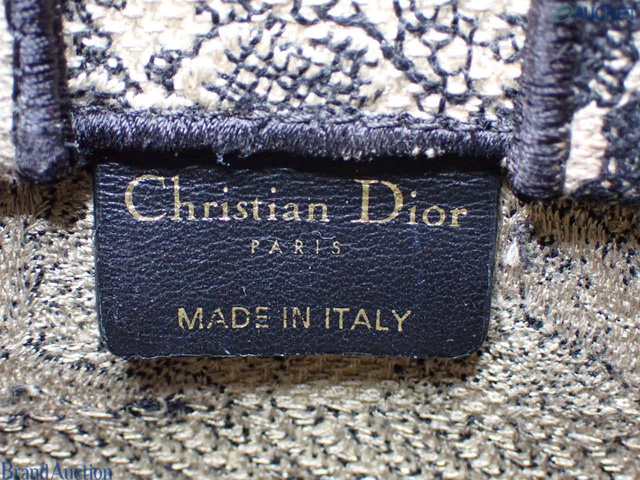 Christian Dior
PARIS
MADE IN ITALY
Brand Auction